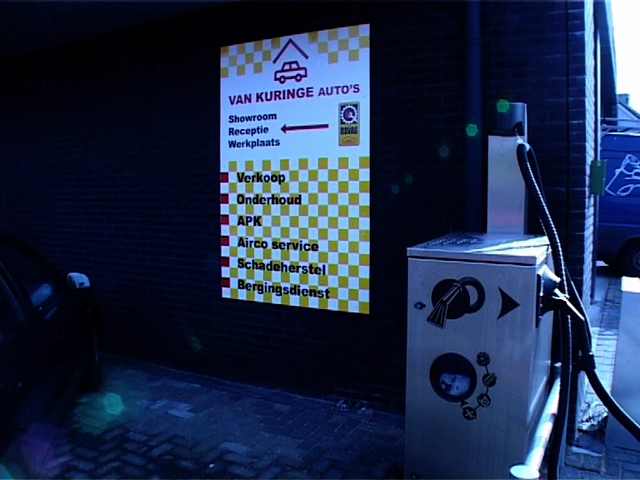 VAN KURINGE AUTO'S
Showroom
Receptie
Werkplaats
BOVAG
Verkoop
Onderhoud
APK
Airco service
Schadeherstel
Bergingsdienst